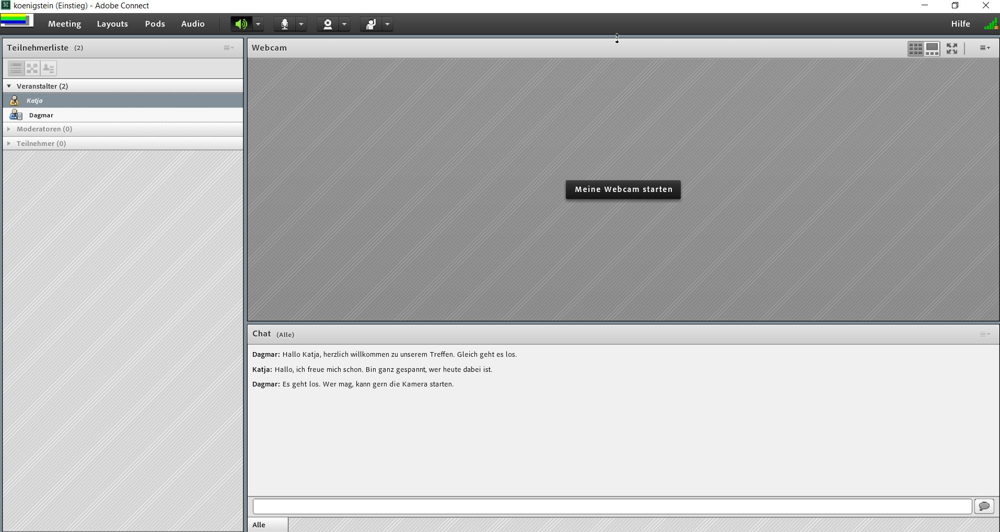 koenigstein (Einstieg) - Adobe Connect
Meeting Layouts Pods Audio Hilfe
Teilnehmerliste (2)
Veranstalter (2)
Katja
Dagmar
Moderatoren (0)
Teilnehmer (0)
Webcam
Meine Webcam starten
Chat (Alle)
Dagmar: Hallo Katja, herzlich willkommen zu unserem Treffen. Gleich geht es los.
Katja: Hallo, ich freue mich schon. Bin ganz gespannt, wer heute dabei ist.
Dagmar: Es geht los. Wer mag, kann gern die Kamera starten.
Alle